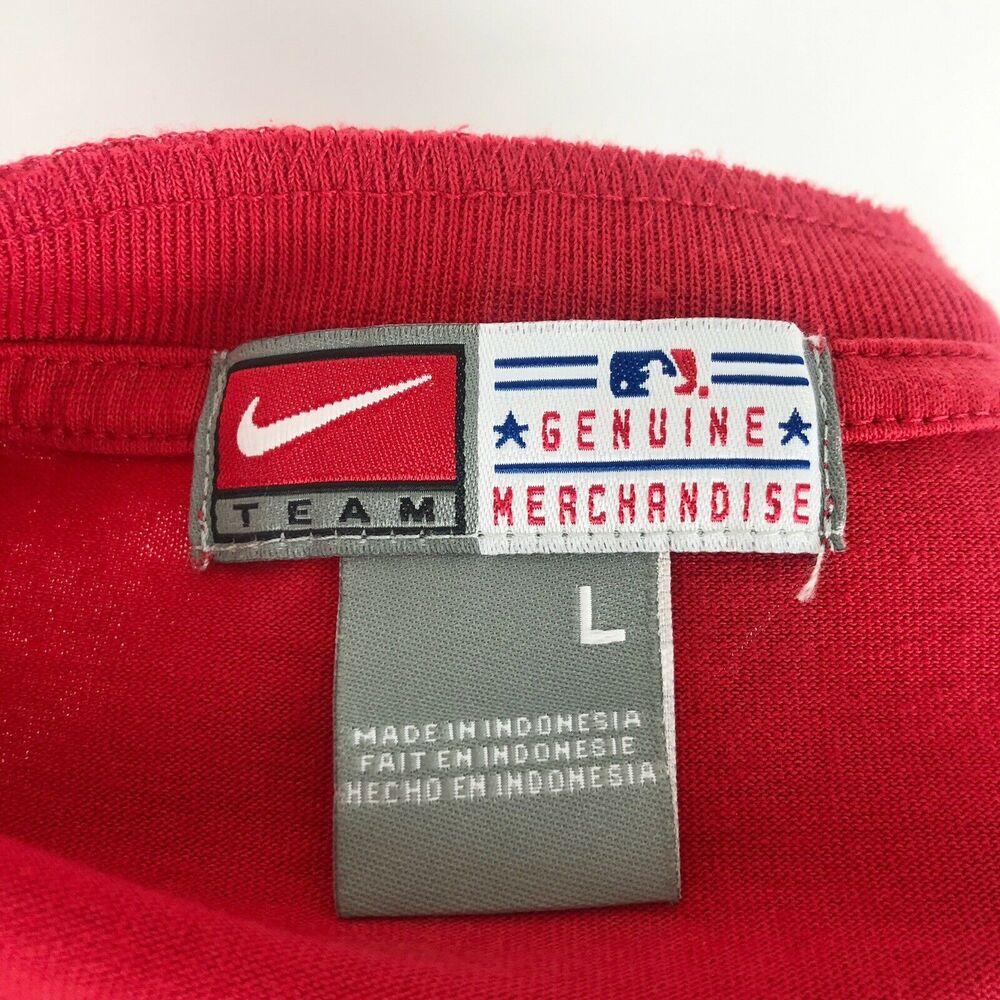 TEAM
★GENUINE★
MERCHANDISE
L
MADE IN INDONESIA
FAIT EN INDONESIE
HECHO EN INDONESIA